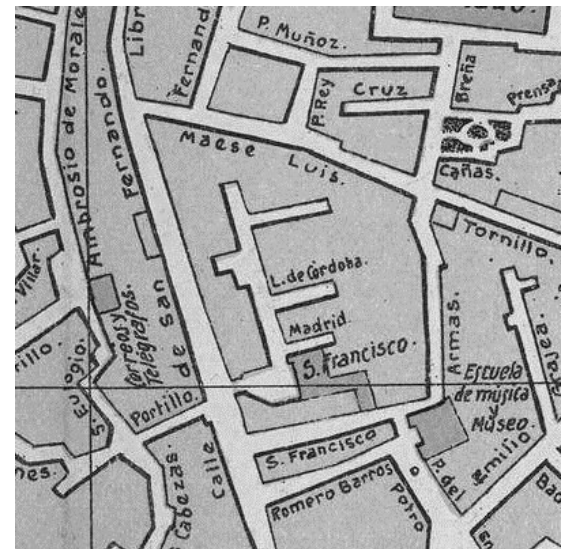 P. Muñoz.
Fernand
Libr
Ambrosio de Morale
Fernando.
P. Rey
Cruz
Breña
Prensa
Maese Luis.
Cañas.
Tornillo.
Villar.
L. de Córdoba.
Madrid.
S. Francisco.
Correos y
Telégrafos.
de San
Armas.
Escuela
de música
y
Museo.
rillo.
S. Eulogio.
Portillo.
S. Francisco
Romero Barros
Potro
P. del
Emilio
Cabezas.
Calle
nes.
Bad